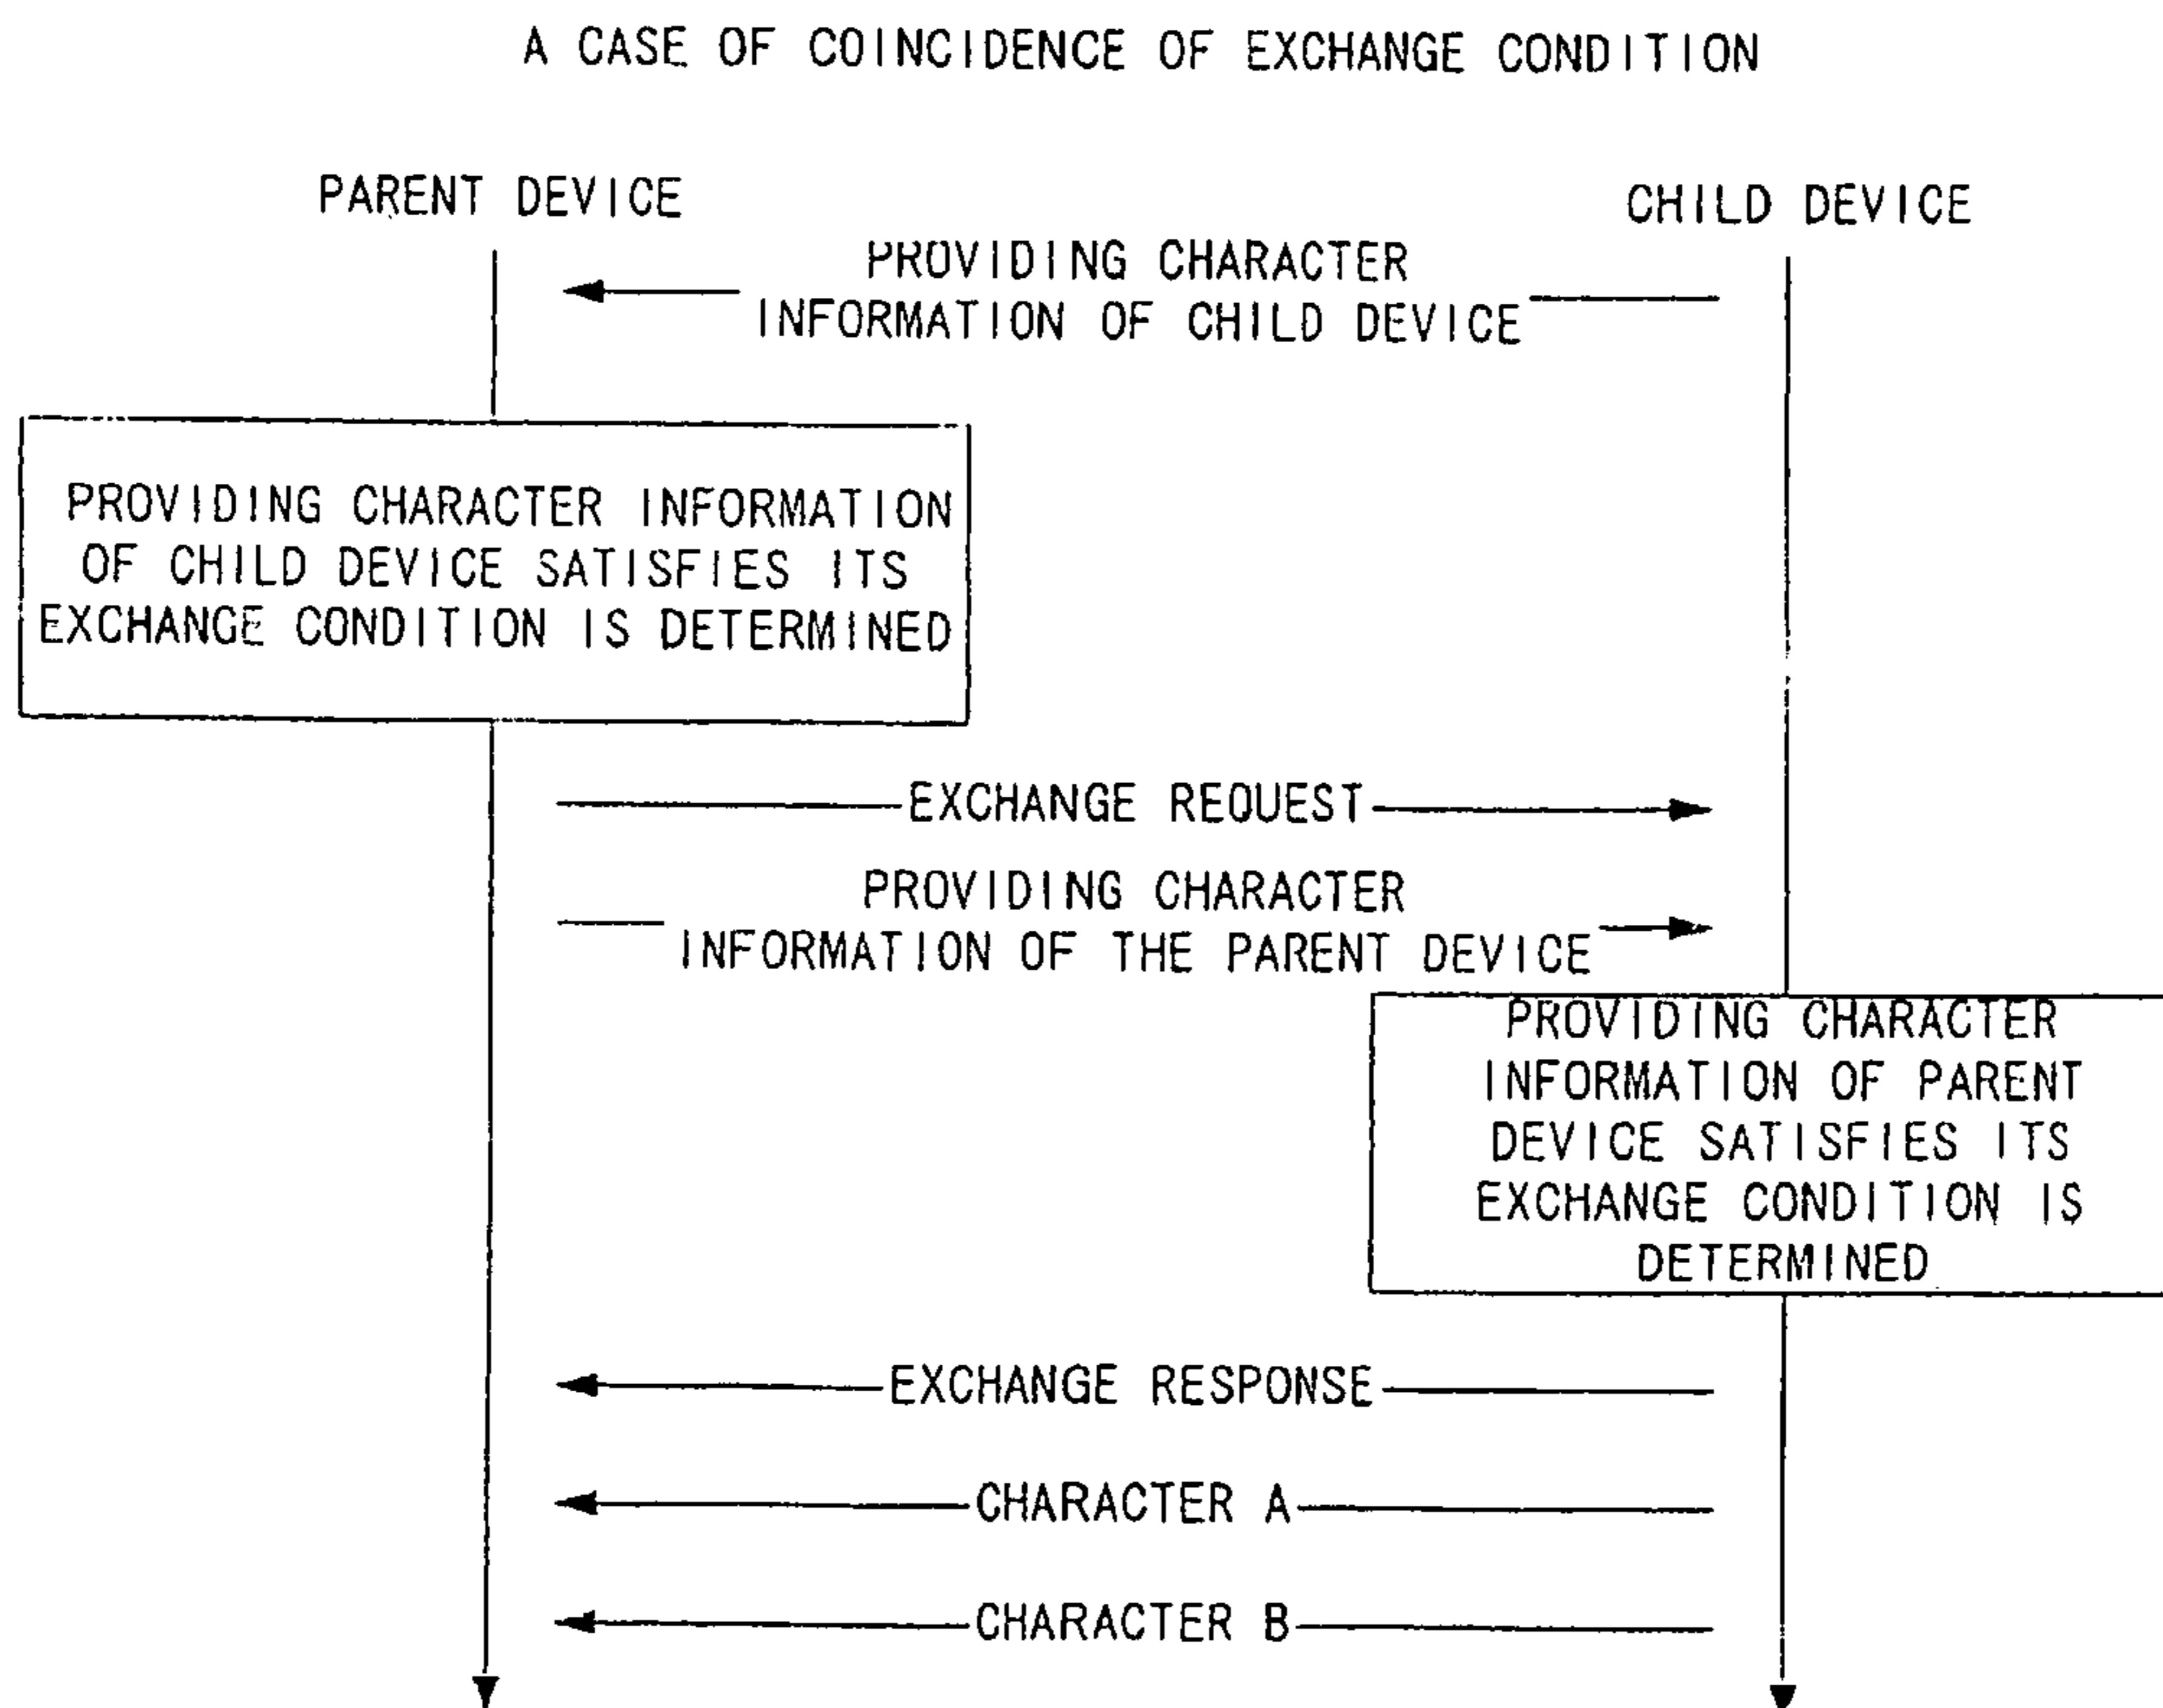 A CASE OF COINCIDENCE OF EXCHANGE CONDITION
PARENT DEVICE
CHILD DEVICE
PROVIDING CHARACTER
INFORMATION OF CHILD DEVICE
PROVIDING CHARACTER INFORMATION
OF CHILD DEVICE SATISFIES ITS
EXCHANGE CONDITION IS DETERMINED
EXCHANGE REQUEST
PROVIDING CHARACTER
INFORMATION OF THE PARENT DEVICE
PROVIDING CHARACTER
INFORMATION OF PARENT
DEVICE SATISFIES ITS
EXCHANGE CONDITION IS
DETERMINED
EXCHANGE RESPONSE
CHARACTER A
CHARACTER B